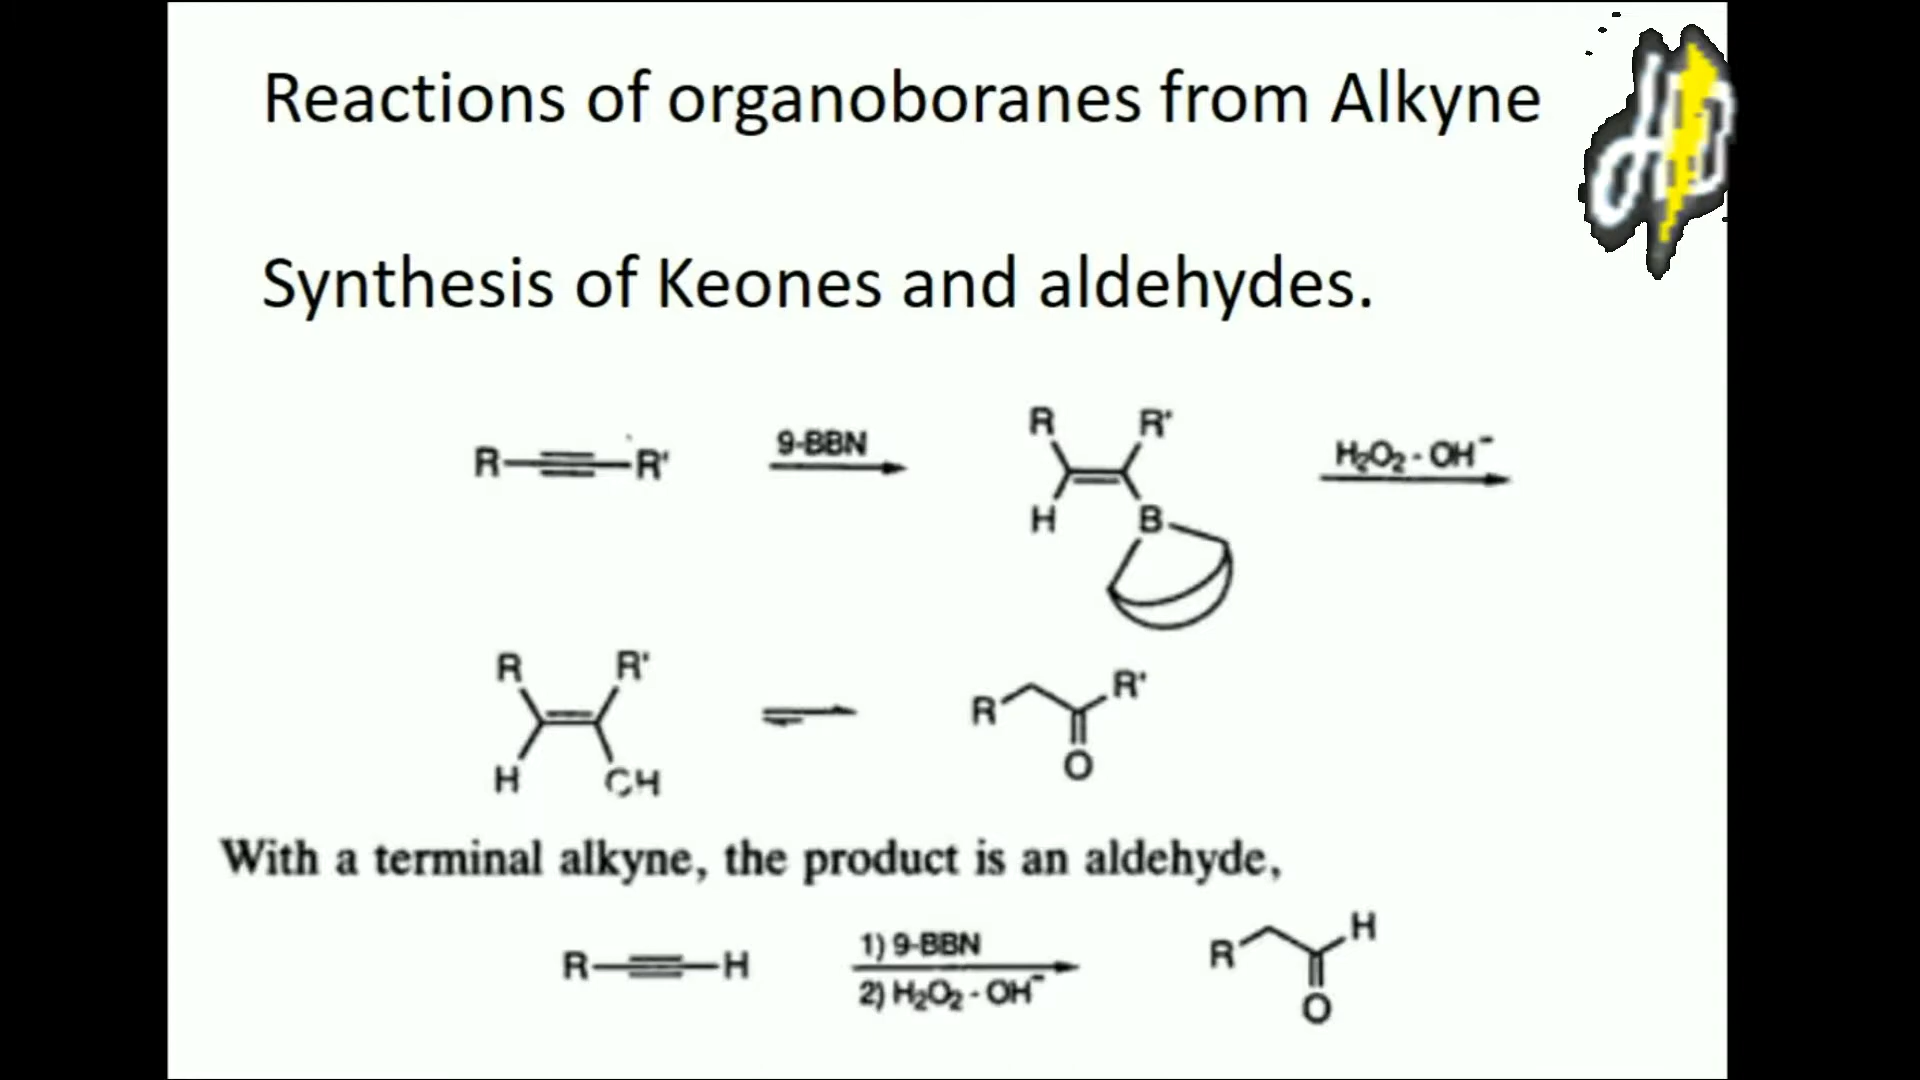 Reactions of organoboranes from Alkyne
HD
Synthesis of Keones and aldehydes.
R R'
9-BBN
R R'
H B
H₂O₂ - OH⁻
R R'
H CH
R R'
O
With a terminal alkyne, the product is an aldehyde,
R H
1) 9-BBN
2) H₂O₂ - OH⁻
R H
O